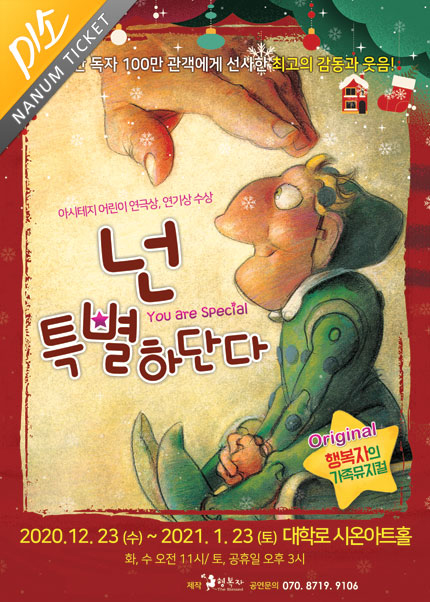 미소
NANUM TICKET
독자 100만 관객에게 선사한 최고의 감동과 웃음!
아시테지 어린이 연극상, 연기상 수상
넌
You are Special
특별하단다
Original
행복자의
가족뮤지컬
2020.12. 23 (수) ~ 2021. 1. 23 (토) 대학로 시온아트홀
화, 수 오전 11시/ 토, 공휴일 오후 3시
제작 행복자 The Blessed 공연문의 070. 8719. 9106